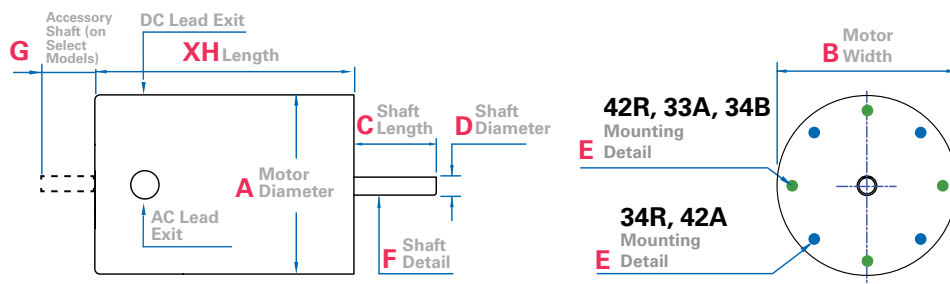 G Accessory
Shaft (on
Select
Models)
DC Lead Exit
XH Length
C Shaft
Length
D Shaft
Diameter
A Motor
Diameter
AC Lead
Exit
F Shaft
Detail
B Motor
Width
42R, 33A, 34B
E Mounting
Detail
34R, 42A
E Mounting
Detail